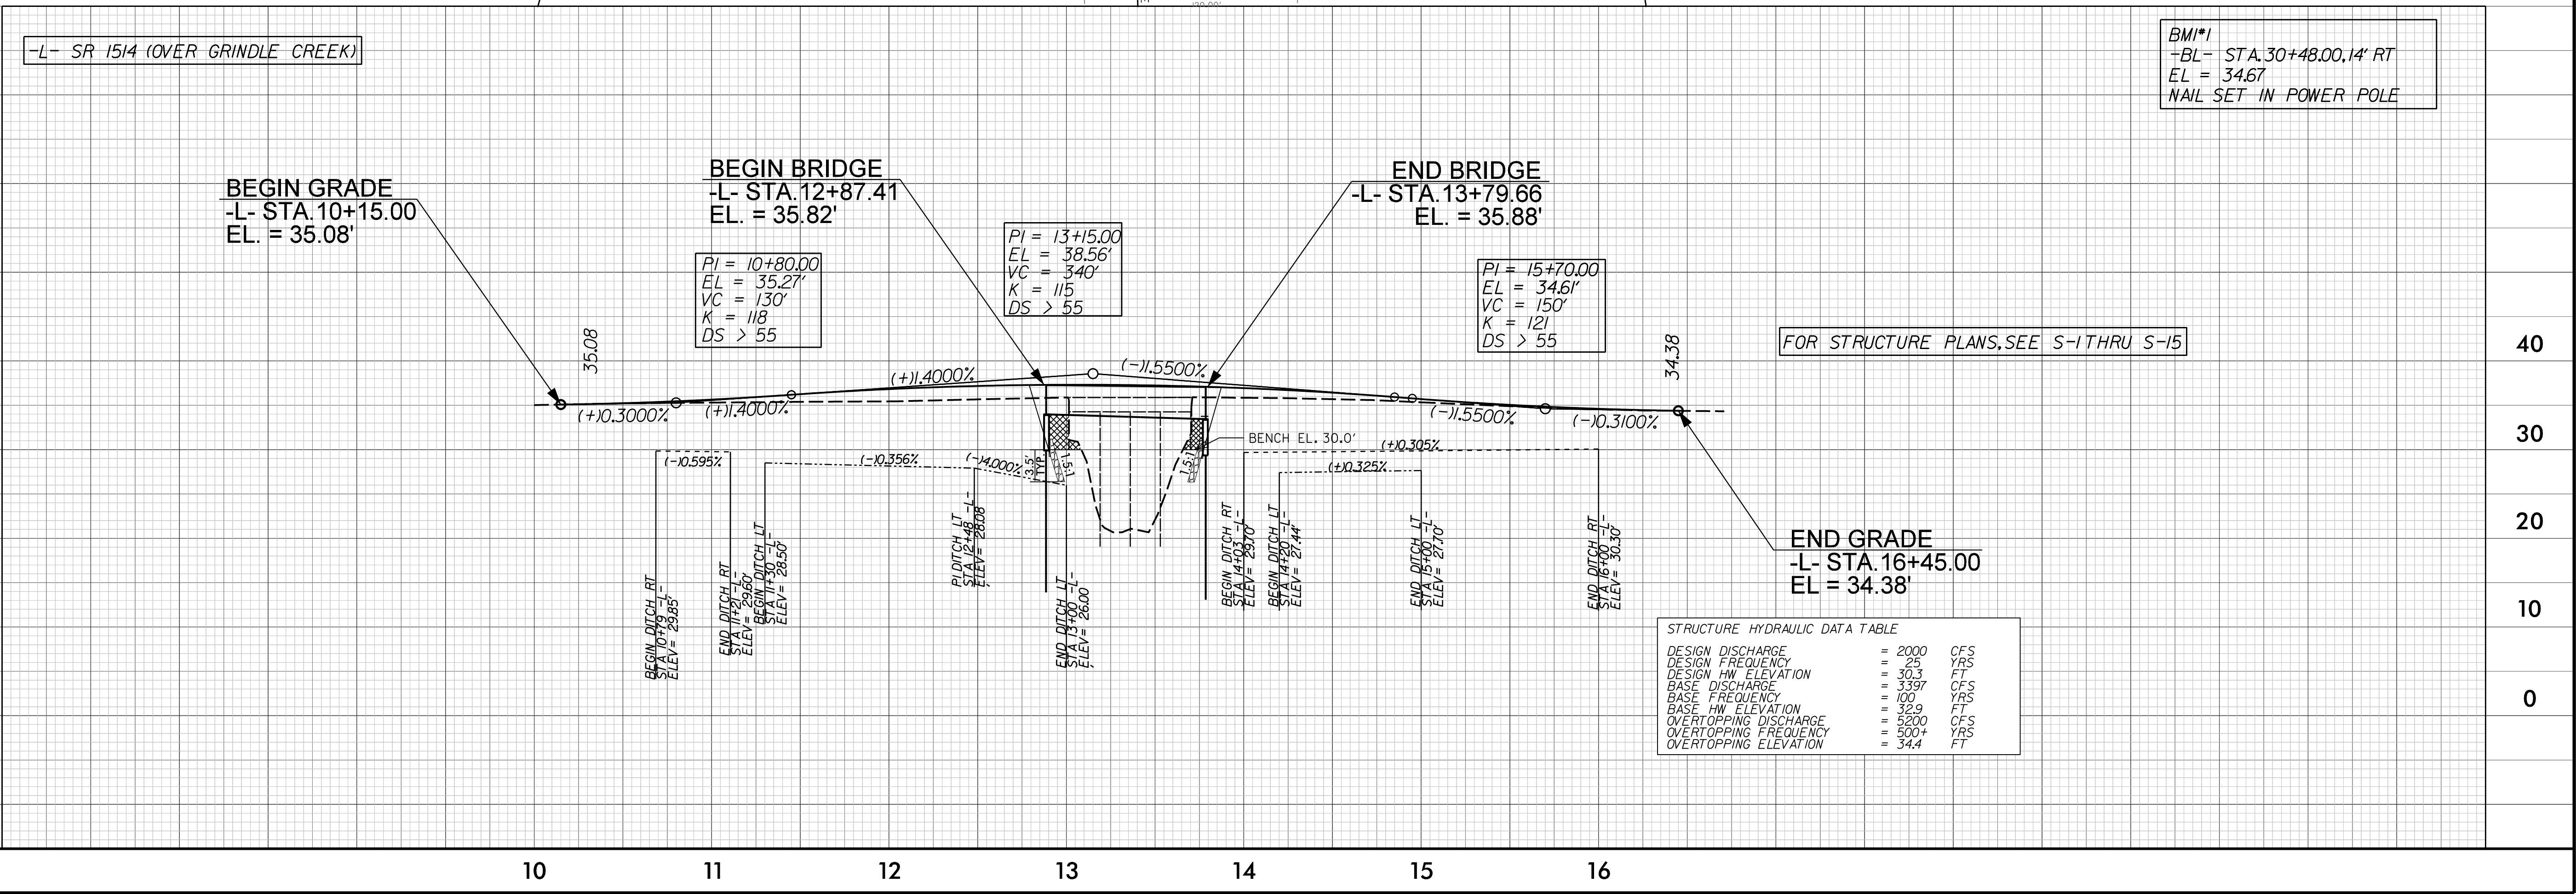 -L- SR 1514 (OVER GRINDLE CREEK)
BM1#1
-BL- STA. 30+48.00, 14' RT
EL = 34.67
NAIL SET IN POWER POLE
BEGIN GRADE
-L- STA.10+15.00
EL. = 35.08'
BEGIN BRIDGE
-L- STA.12+87.41
EL. = 35.82'
END BRIDGE
-L- STA.13+79.66
EL. = 35.88'
PI = 10+80.00
EL = 35.27'
VC = 130'
K = 118
DS > 55
PI = 13+15.00
EL = 38.56'
VC = 340'
K = 115
DS > 55
PI = 15+70.00
EL = 34.61'
VC = 150'
K = 121
DS > 55
FOR STRUCTURE PLANS, SEE S-1 THRU S-15
35.08
34.38
(+)0.3000%
(+)1.4000%
(+)1.4000%
(-)1.5500%
(-)1.5500%
(-)0.3100%
BENCH EL. 30.0'
(-)0.595%
(-)0.356%
(-)4.000%
3.5'
TYP.
1.5:1
1.5:1
(+)0.305%
(+)0.325%
BEGIN DITCH RT
STA 10+79 -L-
ELEV= 29.85'
END DITCH RT
STA 11+21 -L-
ELEV= 29.60'
BEGIN DITCH LT
STA 11+30 -L-
ELEV= 28.50'
PI DITCH LT
STA 12+48 -L-
ELEV= 28.08'
END DITCH LT
STA 13+00 -L-
ELEV= 26.00'
BEGIN DITCH RT
STA 14+03 -L-
ELEV= 29.70'
BEGIN DITCH LT
STA 14+20 -L-
ELEV= 27.44'
END DITCH LT
STA 15+00 -L-
ELEV= 27.70'
END DITCH RT
STA 16+00 -L-
ELEV= 30.30'
END GRADE
-L- STA.16+45.00
EL = 34.38'
STRUCTURE HYDRAULIC DATA TABLE
DESIGN DISCHARGE = 2000 CFS
DESIGN FREQUENCY = 25 YRS
DESIGN HW ELEVATION = 30.3 FT
BASE DISCHARGE = 3397 CFS
BASE FREQUENCY = 100 YRS
BASE HW ELEVATION = 32.9 FT
OVERTOPPING DISCHARGE = 5200 CFS
OVERTOPPING FREQUENCY = 500+ YRS
OVERTOPPING ELEVATION = 34.4 FT
40
30
20
10
0
10 11 12 13 14 15 16